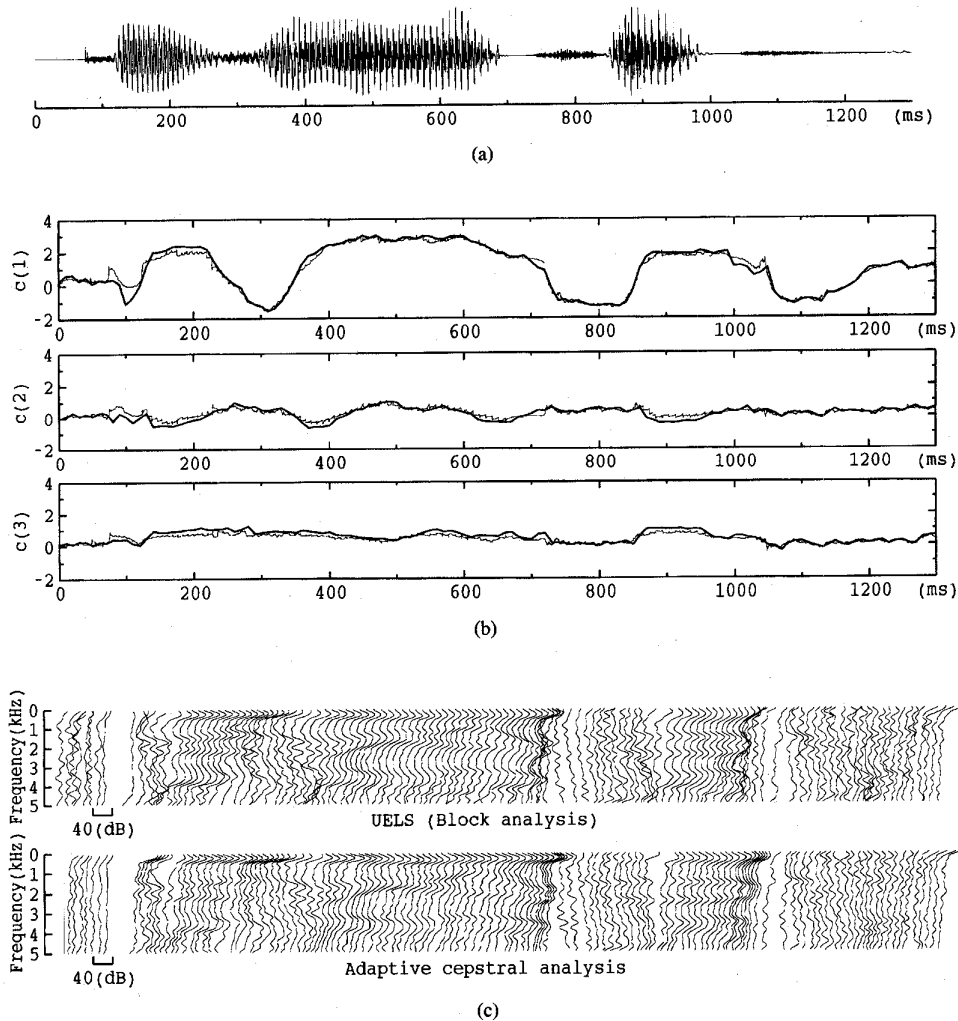 0 200 400 600 800 1000 (ms) 1200
(a)
4
2
0
-2
c(1)
0 200 400 600 800 1000 1200 (ms)
4
2
0
-2
c(2)
0 200 400 600 800 1000 1200 (ms)
4
2
0
-2
c(3)
0 200 400 600 800 1000 1200 (ms)
(b)
Frequency(kHz)
0
1
2
3
4
5
40(dB)
UELS (Block analysis)
Frequency(kHz)
0
1
2
3
4
5
40(dB)
Adaptive cepstral analysis
(c)